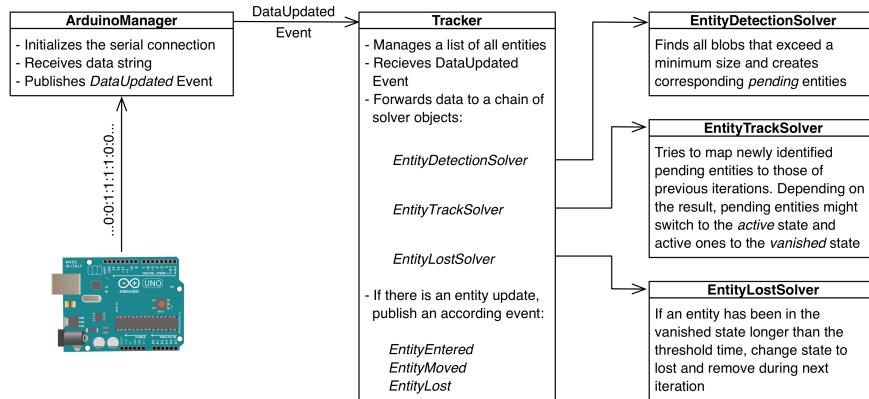 ArduinoManager
- Initializes the serial connection
- Receives data string
- Publishes DataUpdated Event
DataUpdated
Event
...0:0:1:1:1:1:0:0...
MADE
IN ITALY
UNO
ARDUINO
Tracker
- Manages a list of all entities
- Recieves DataUpdated
Event
- Forwards data to a chain of
solver objects:
EntityDetectionSolver
EntityTrackSolver
EntityLostSolver
- If there is an entity update,
publish an according event:
EntityEntered
EntityMoved
EntityLost
EntityDetectionSolver
Finds all blobs that exceed a
minimum size and creates
corresponding pending entities
EntityTrackSolver
Tries to map newly identified
pending entities to those of
previous iterations. Depending on
the result, pending entities might
switch to the active state and
active ones to the vanished state
EntityLostSolver
If an entity has been in the
vanished state longer than the
threshold time, change state to
lost and remove during next
iteration